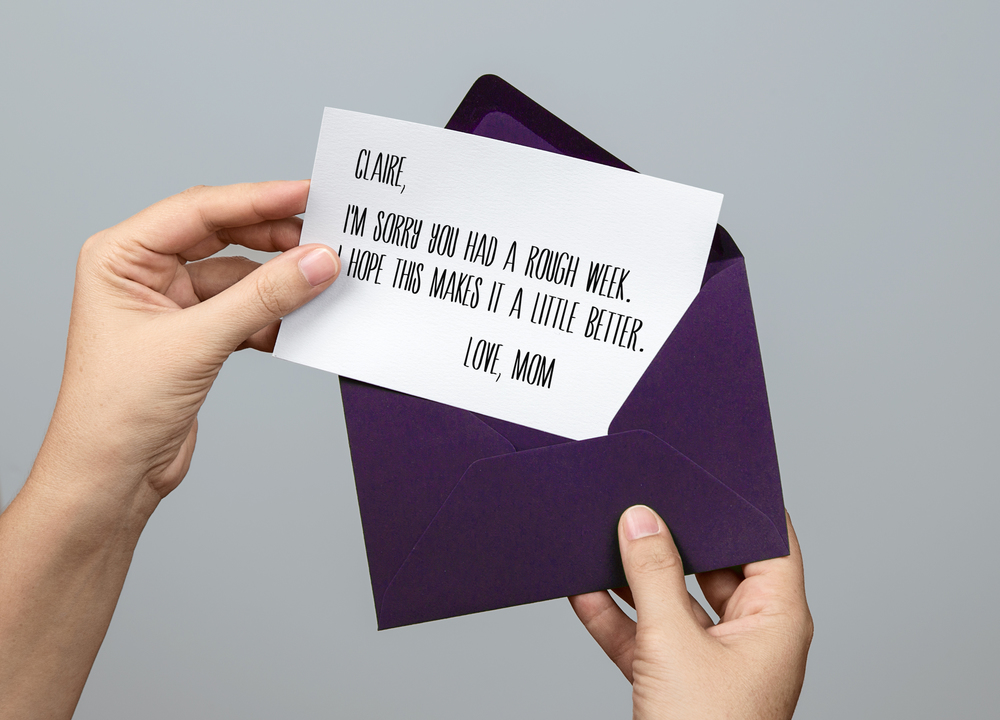 CLAIRE,
I'M SORRY YOU HAD A ROUGH WEEK.
I HOPE THIS MAKES IT A LITTLE BETTER.
LOVE, MOM